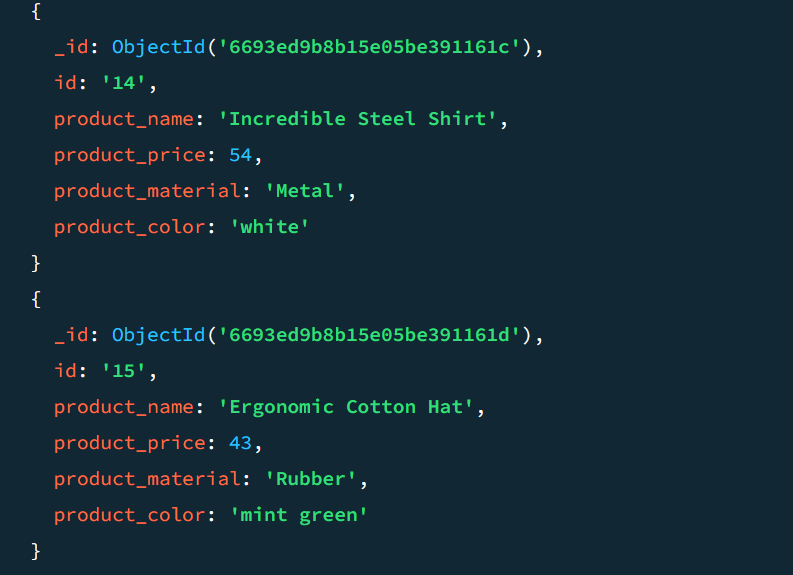 {
_id: ObjectId('6693ed9b8b15e05be391161c'),
id: '14',
product_name: 'Incredible Steel Shirt',
product_price: 54,
product_material: 'Metal',
product_color: 'white'
}
{
_id: ObjectId('6693ed9b8b15e05be391161d'),
id: '15',
product_name: 'Ergonomic Cotton Hat',
product_price: 43,
product_material: 'Rubber',
product_color: 'mint green'
}